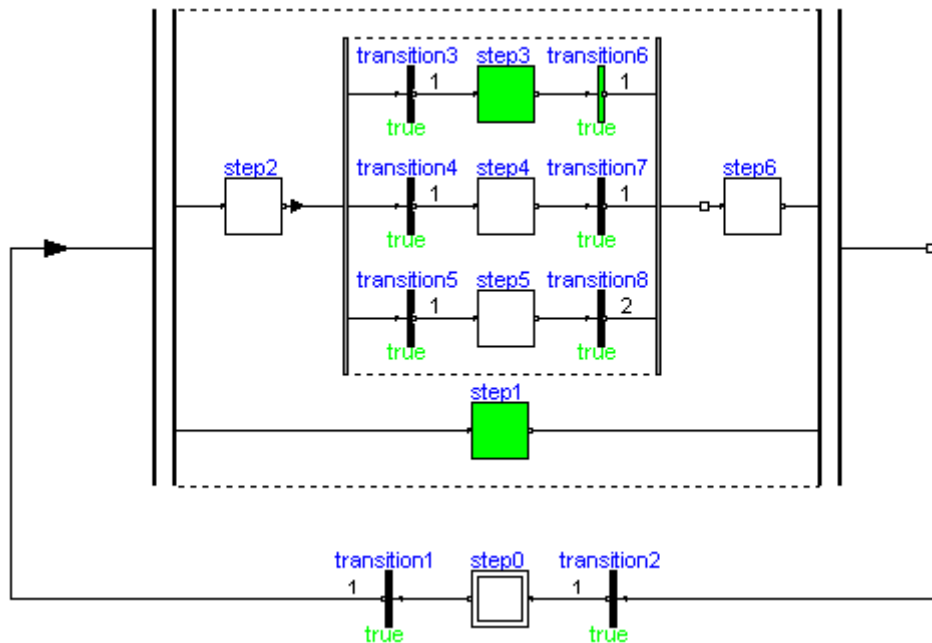 transition3 step3 transition6
1 1
true true
step2 transition4 step4 transition7 step6
1 1
true true
transition5 step5 transition8
1 2
true true
step1
transition1 step0 transition2
1 1
true true